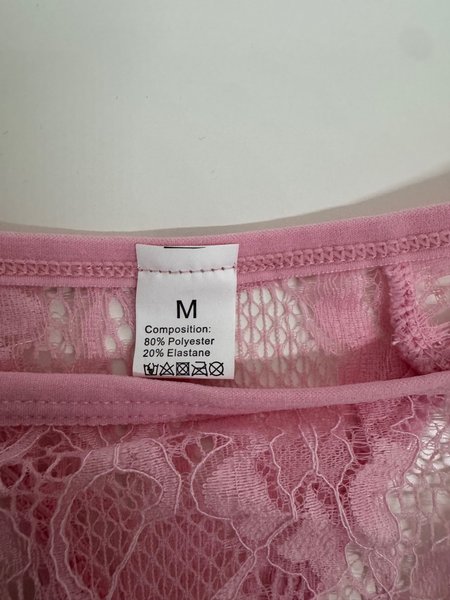 M
Composition:
80% Polyester
20% Elastane